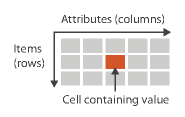 Attributes (columns)
Items
(rows)
Cell containing value